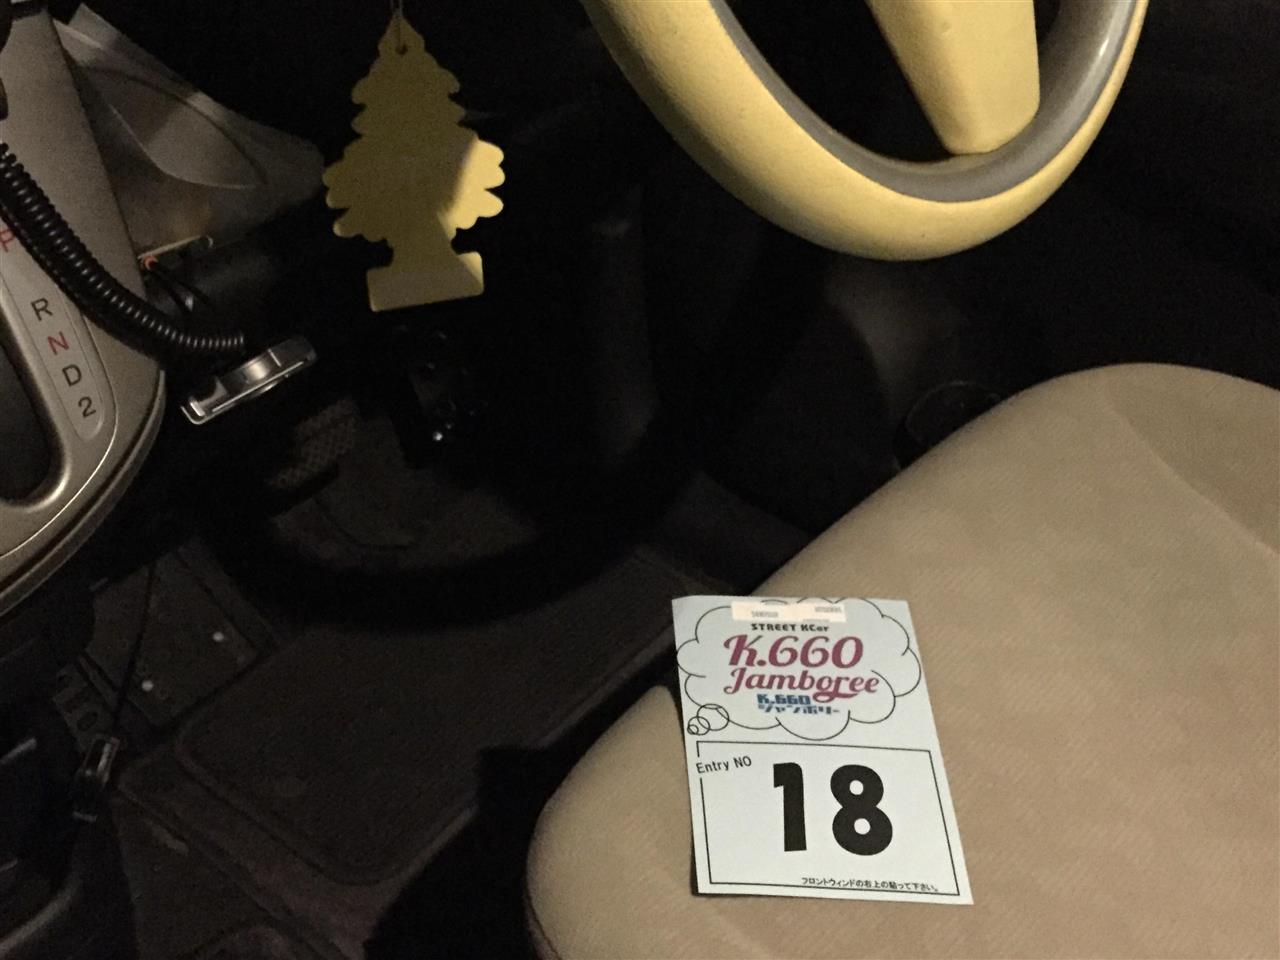 R
N
D
2
STREET KCar
K.660
Jamboree
K.660
ジャンボリー
Entry NO
18
フロントウィンドの右上の貼って下さい。